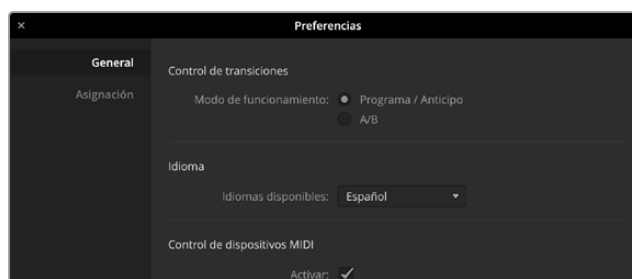 Preferencias
General
Asignación
Control de transiciones
Modo de funcionamiento: Programa / Anticipo
A/B
Idioma
Idiomas disponibles: Español
Control de dispositivos MIDI
Activar: